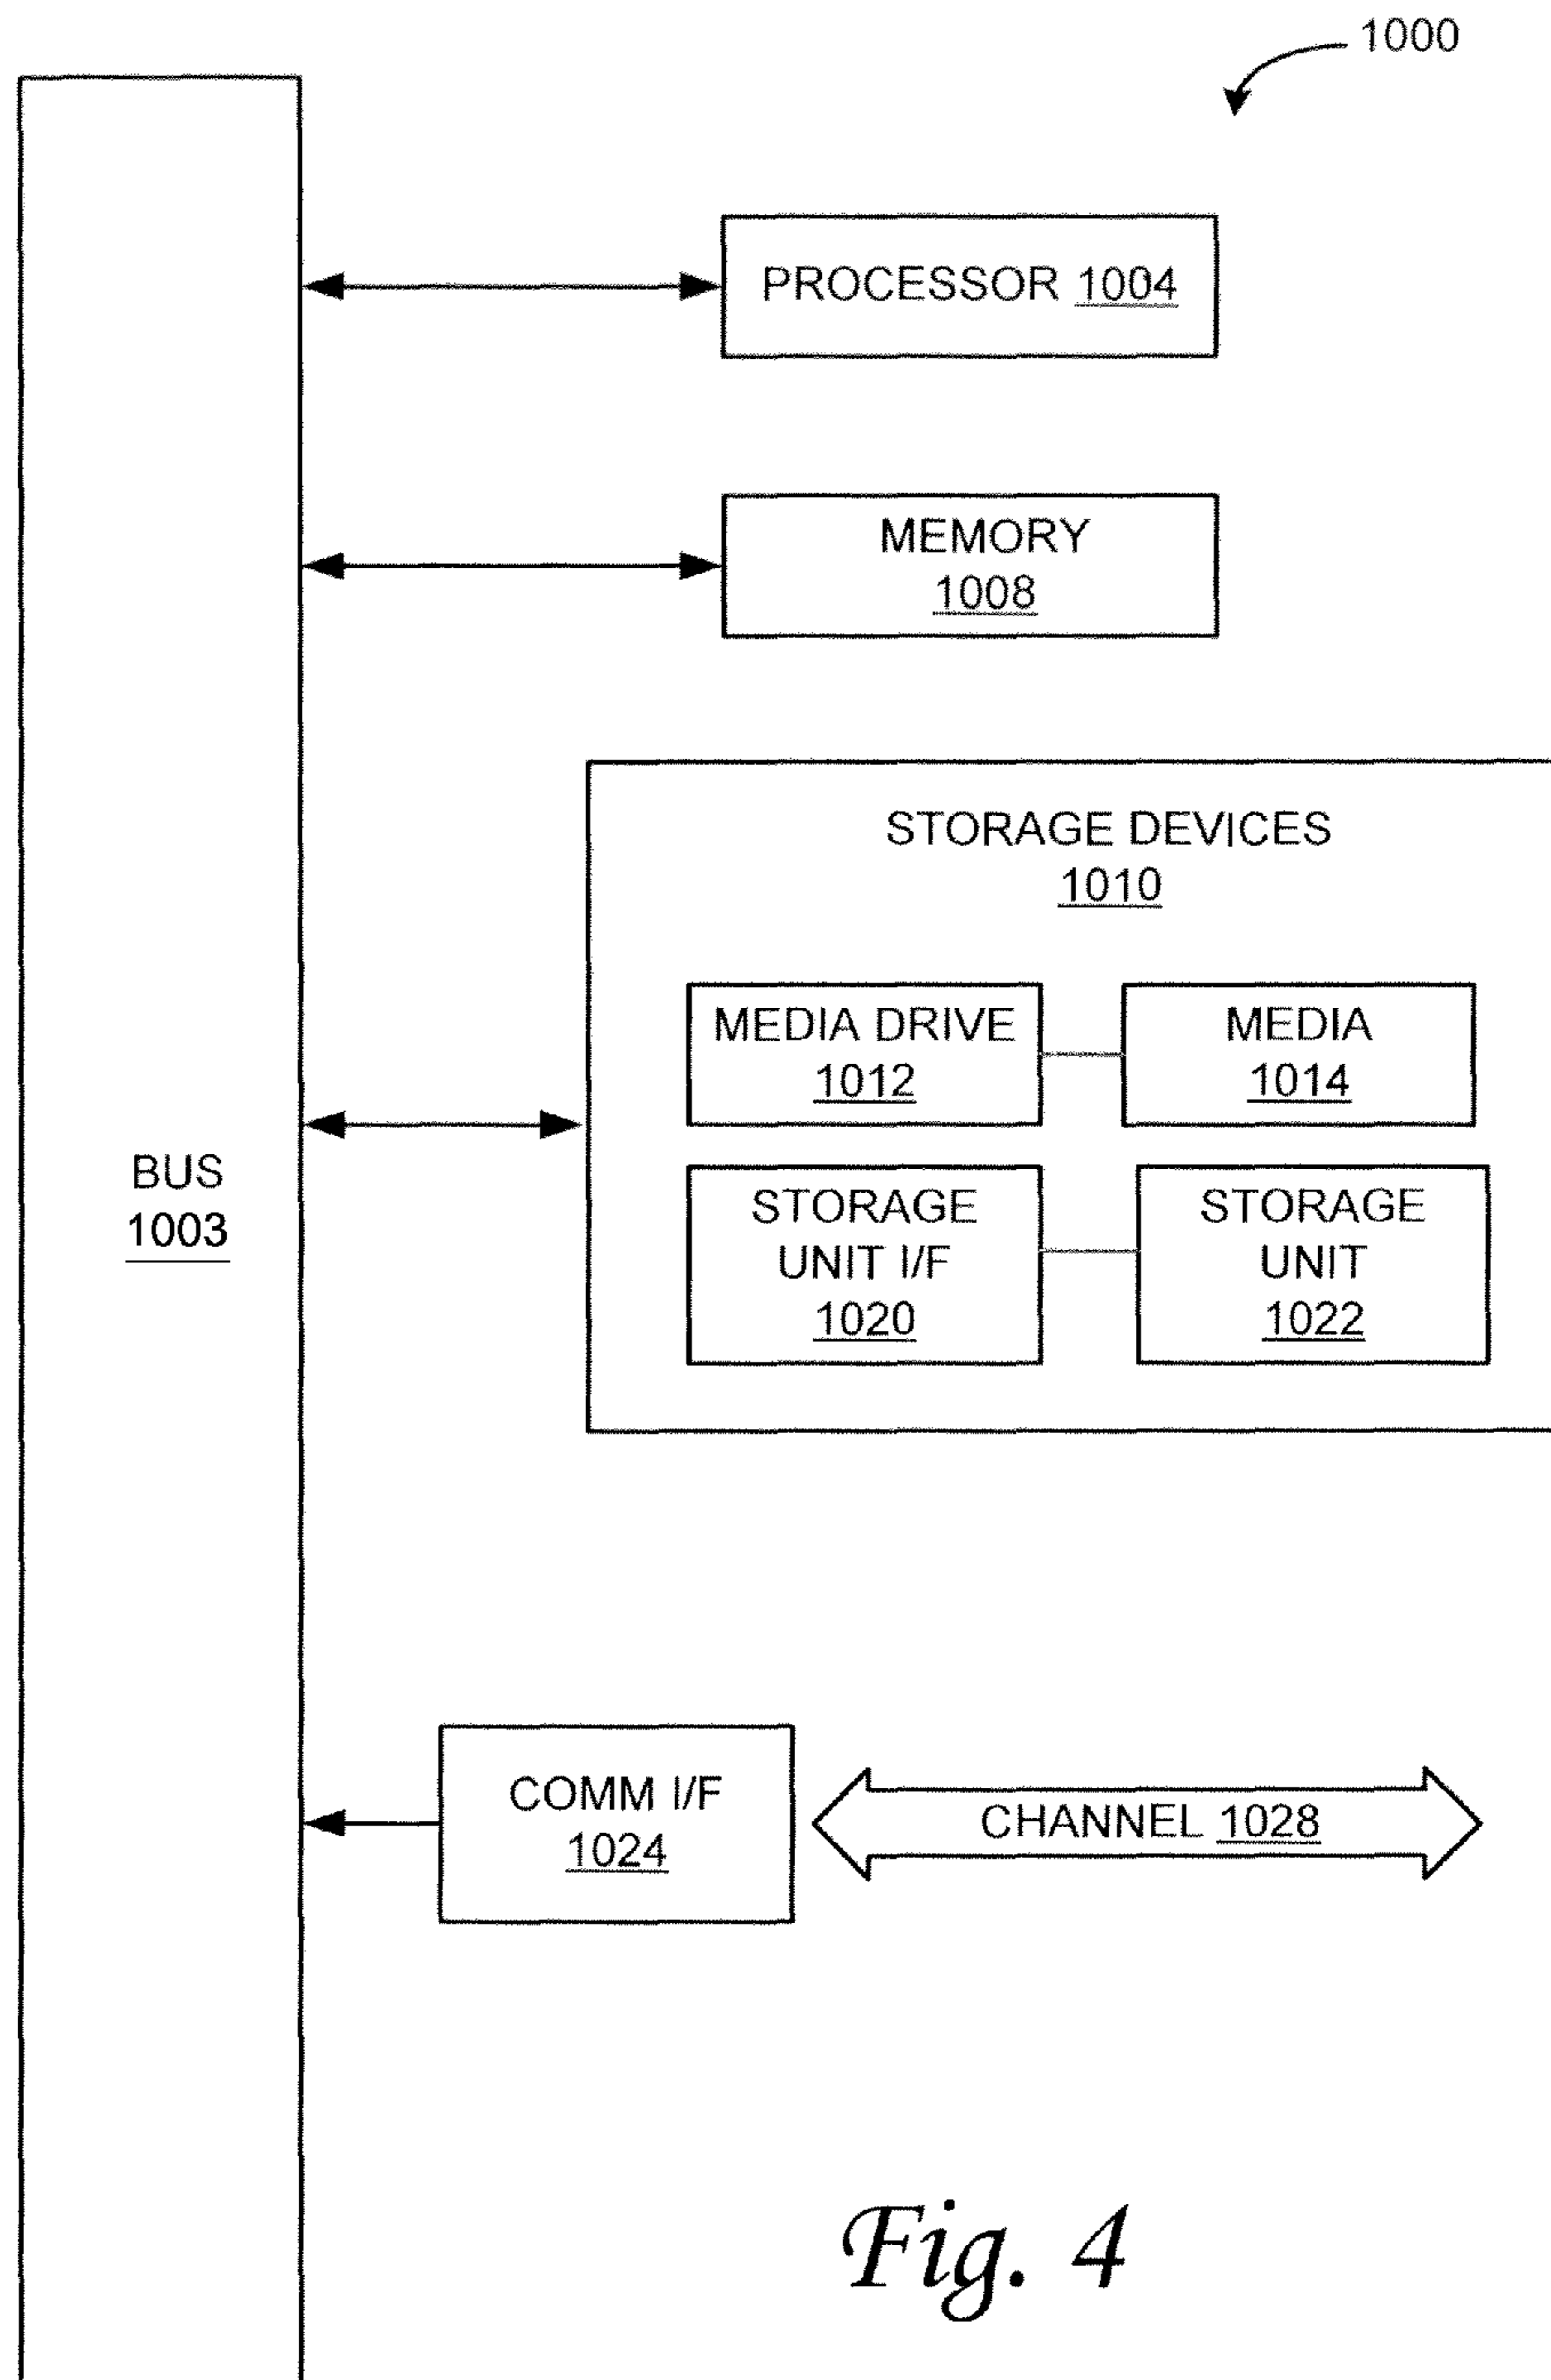 1000
PROCESSOR 1004
MEMORY
1008
STORAGE DEVICES
1010
MEDIA DRIVE
1012
MEDIA
1014
BUS
1003
STORAGE
UNIT I/F
1020
STORAGE
UNIT
1022
COMM I/F
1024
CHANNEL 1028
Fig. 4